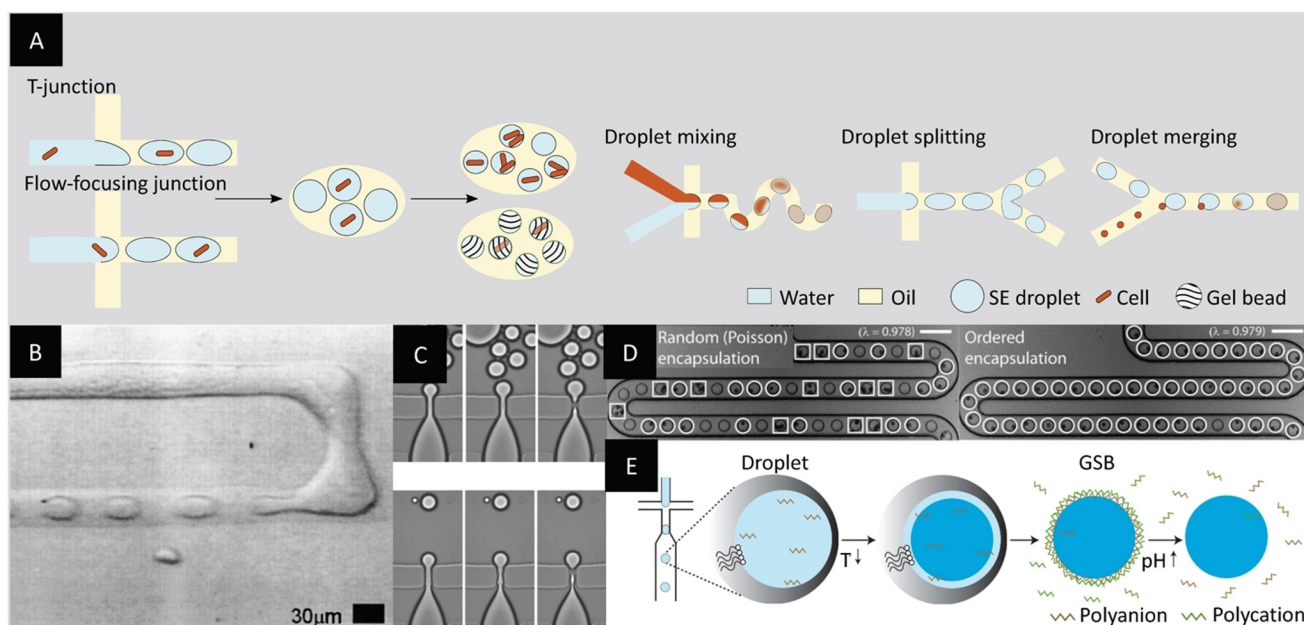 A
T-junction
Flow-focusing junction
Droplet mixing
Droplet splitting
Droplet merging
Water
Oil
SE droplet
Cell
Gel bead
B
30μm
C
D
Random (Poisson)
encapsulation
(λ = 0.978)
Ordered
encapsulation
(λ = 0.979)
E
Droplet
GSB
T↓
pH↑
Polyanion
Polycation